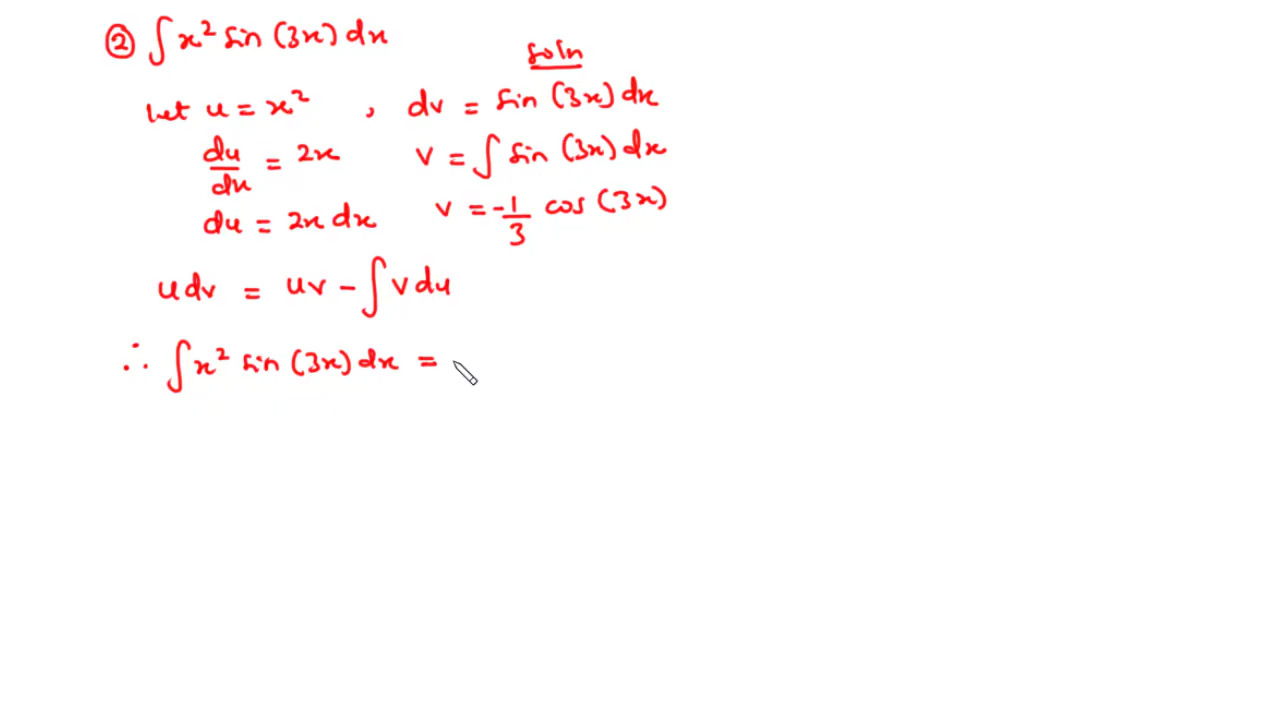 ② ∫ x² sin (3x) dx
soln
Let u = x² , dv = sin (3x) dx
du/dx = 2x v = ∫ sin (3x) dx
du = 2x dx v = -1/3 cos (3x)
u dv = uv - ∫ v du
∴ ∫ x² sin (3x) dx =